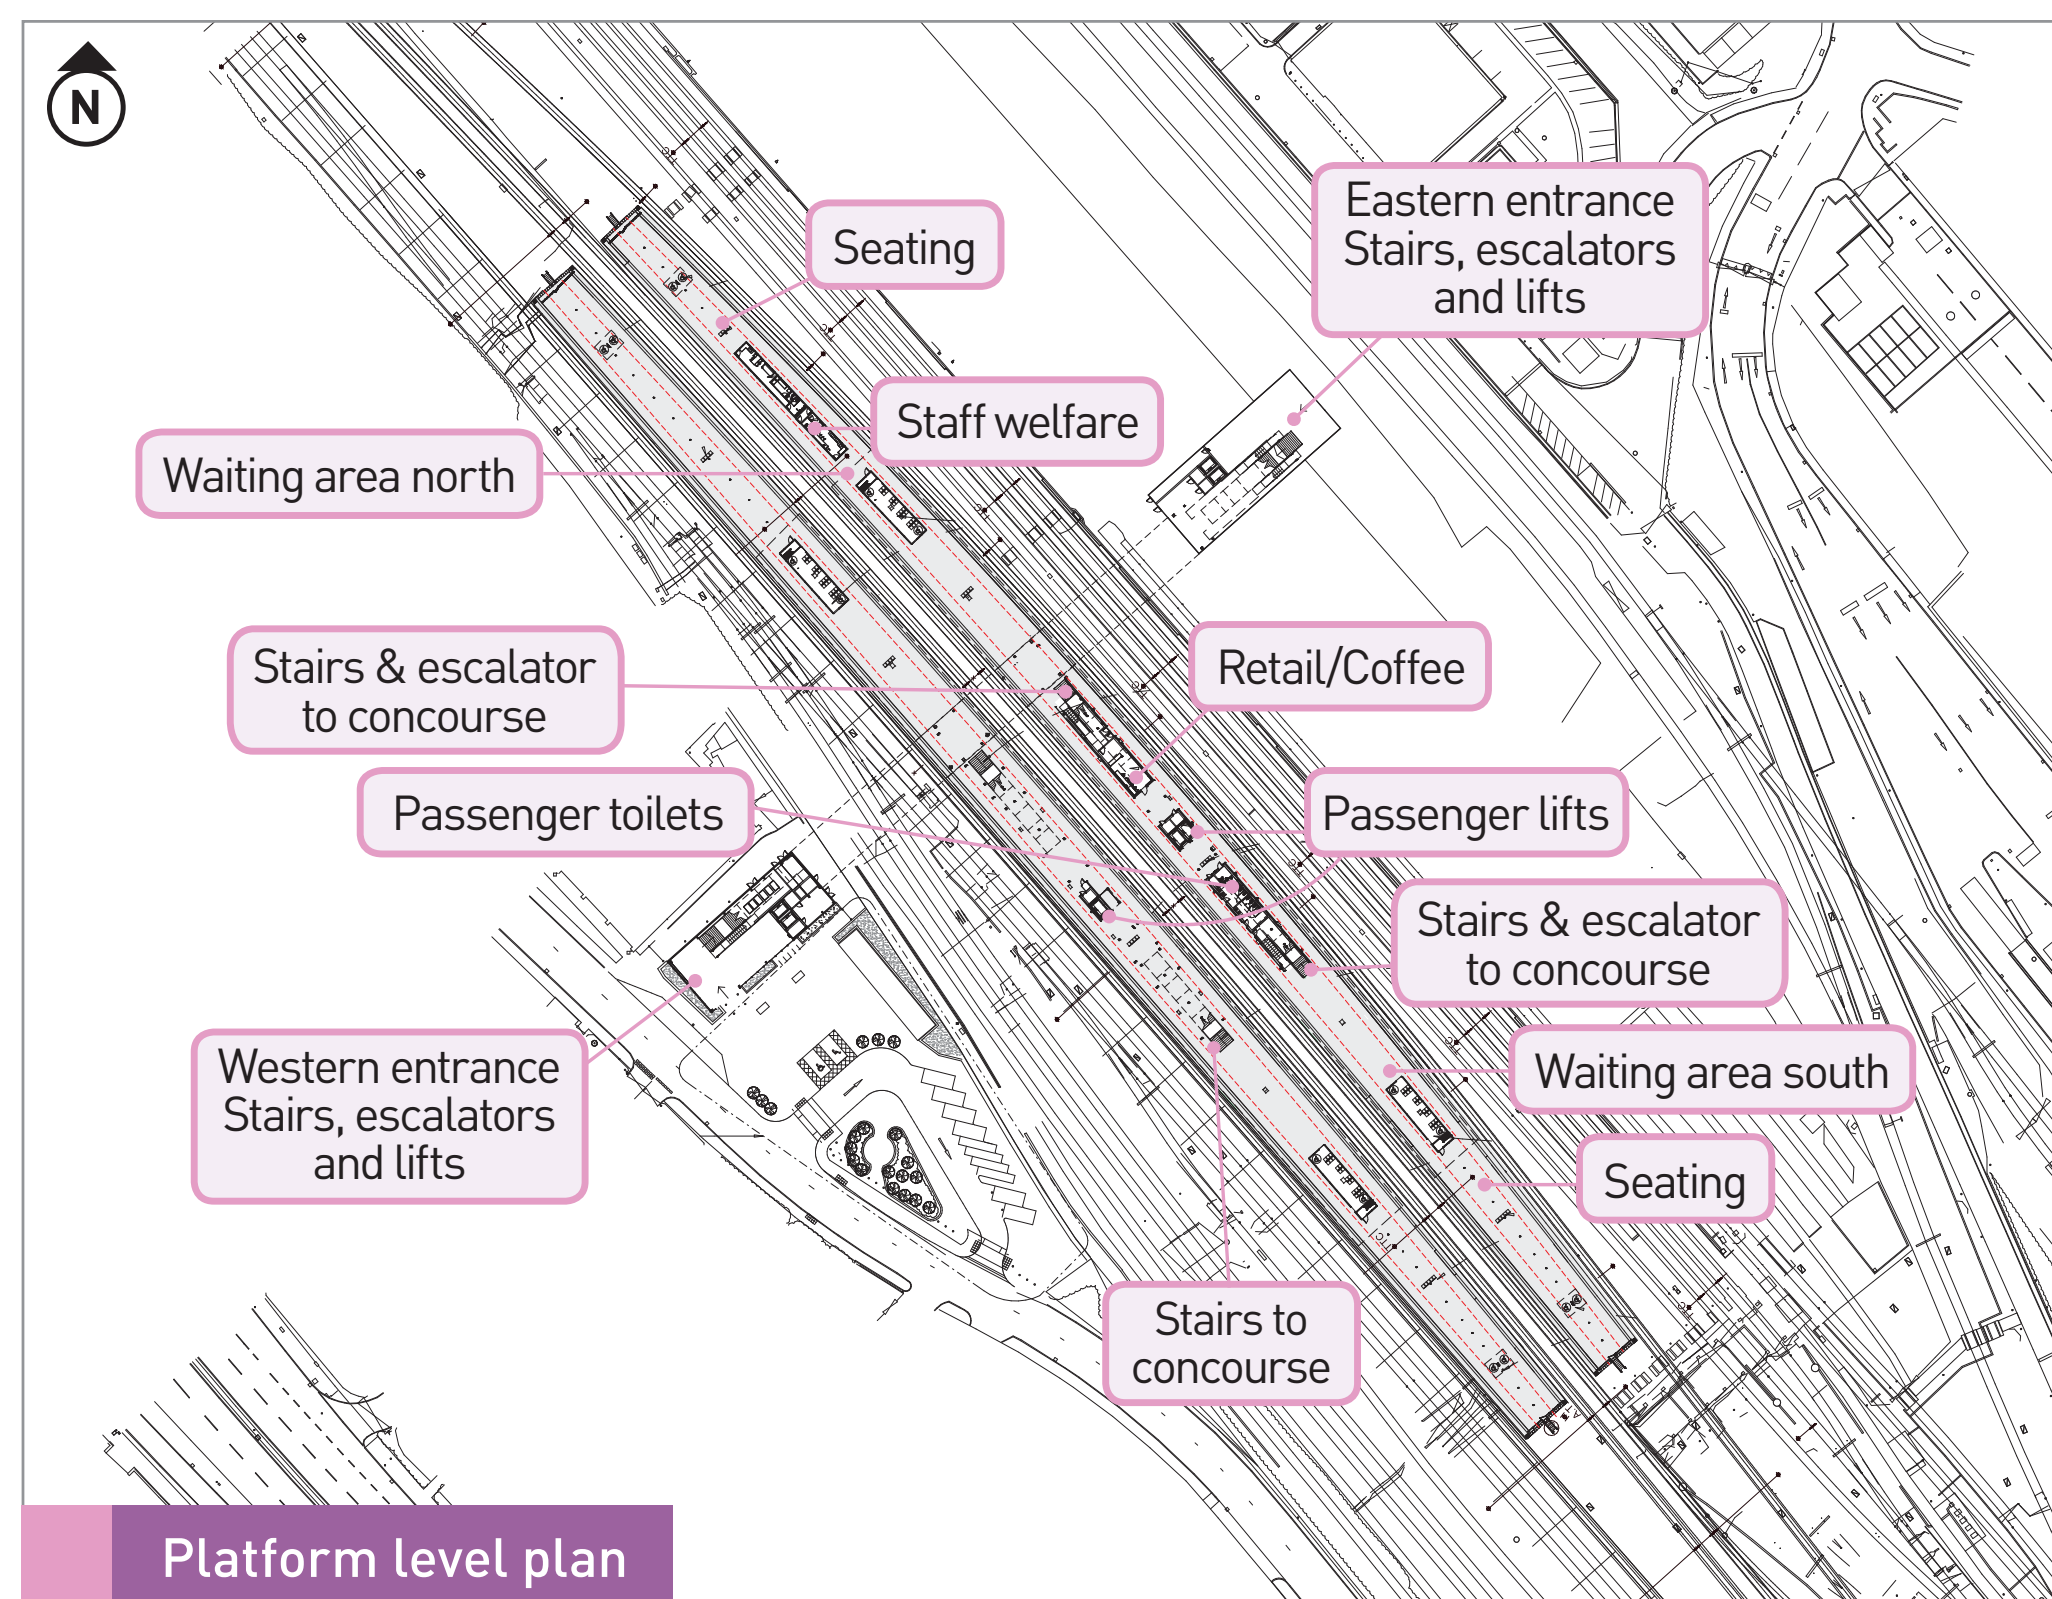 N
Seating
Eastern entrance
Stairs, escalators
and lifts
Staff welfare
Waiting area north
Stairs & escalator
to concourse
Retail/Coffee
Passenger toilets
Passenger lifts
Stairs & escalator
to concourse
Western entrance
Stairs, escalators
and lifts
Waiting area south
Seating
Stairs to
concourse
Platform level plan